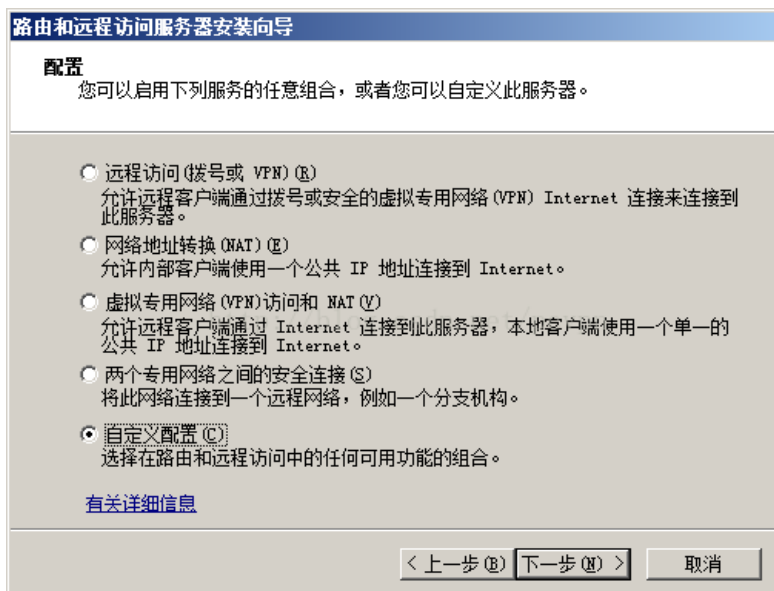 路由和远程访问服务器安装向导
配置
您可以启用下列服务的任意组合，或者您可以自定义此服务器。
远程访问(拨号或 VPN)(R)
允许远程客户端通过拨号或安全的虚拟专用网络(VPN) Internet 连接来连接到
此服务器。
网络地址转换(NAT)(E)
允许内部客户端使用一个公共 IP 地址连接到 Internet。
虚拟专用网络(VPN)访问和 NAT(V)
允许远程客户端通过 Internet 连接到此服务器，本地客户端使用一个单一的
公共 IP 地址连接到 Internet。
两个专用网络之间的安全连接(S)
将此网络连接到一个远程网络，例如一个分支机构。
自定义配置(C)
选择在路由和远程访问中的任何可用功能的组合。
有关详细信息
< 上一步(B) 下一步(N) > 取消